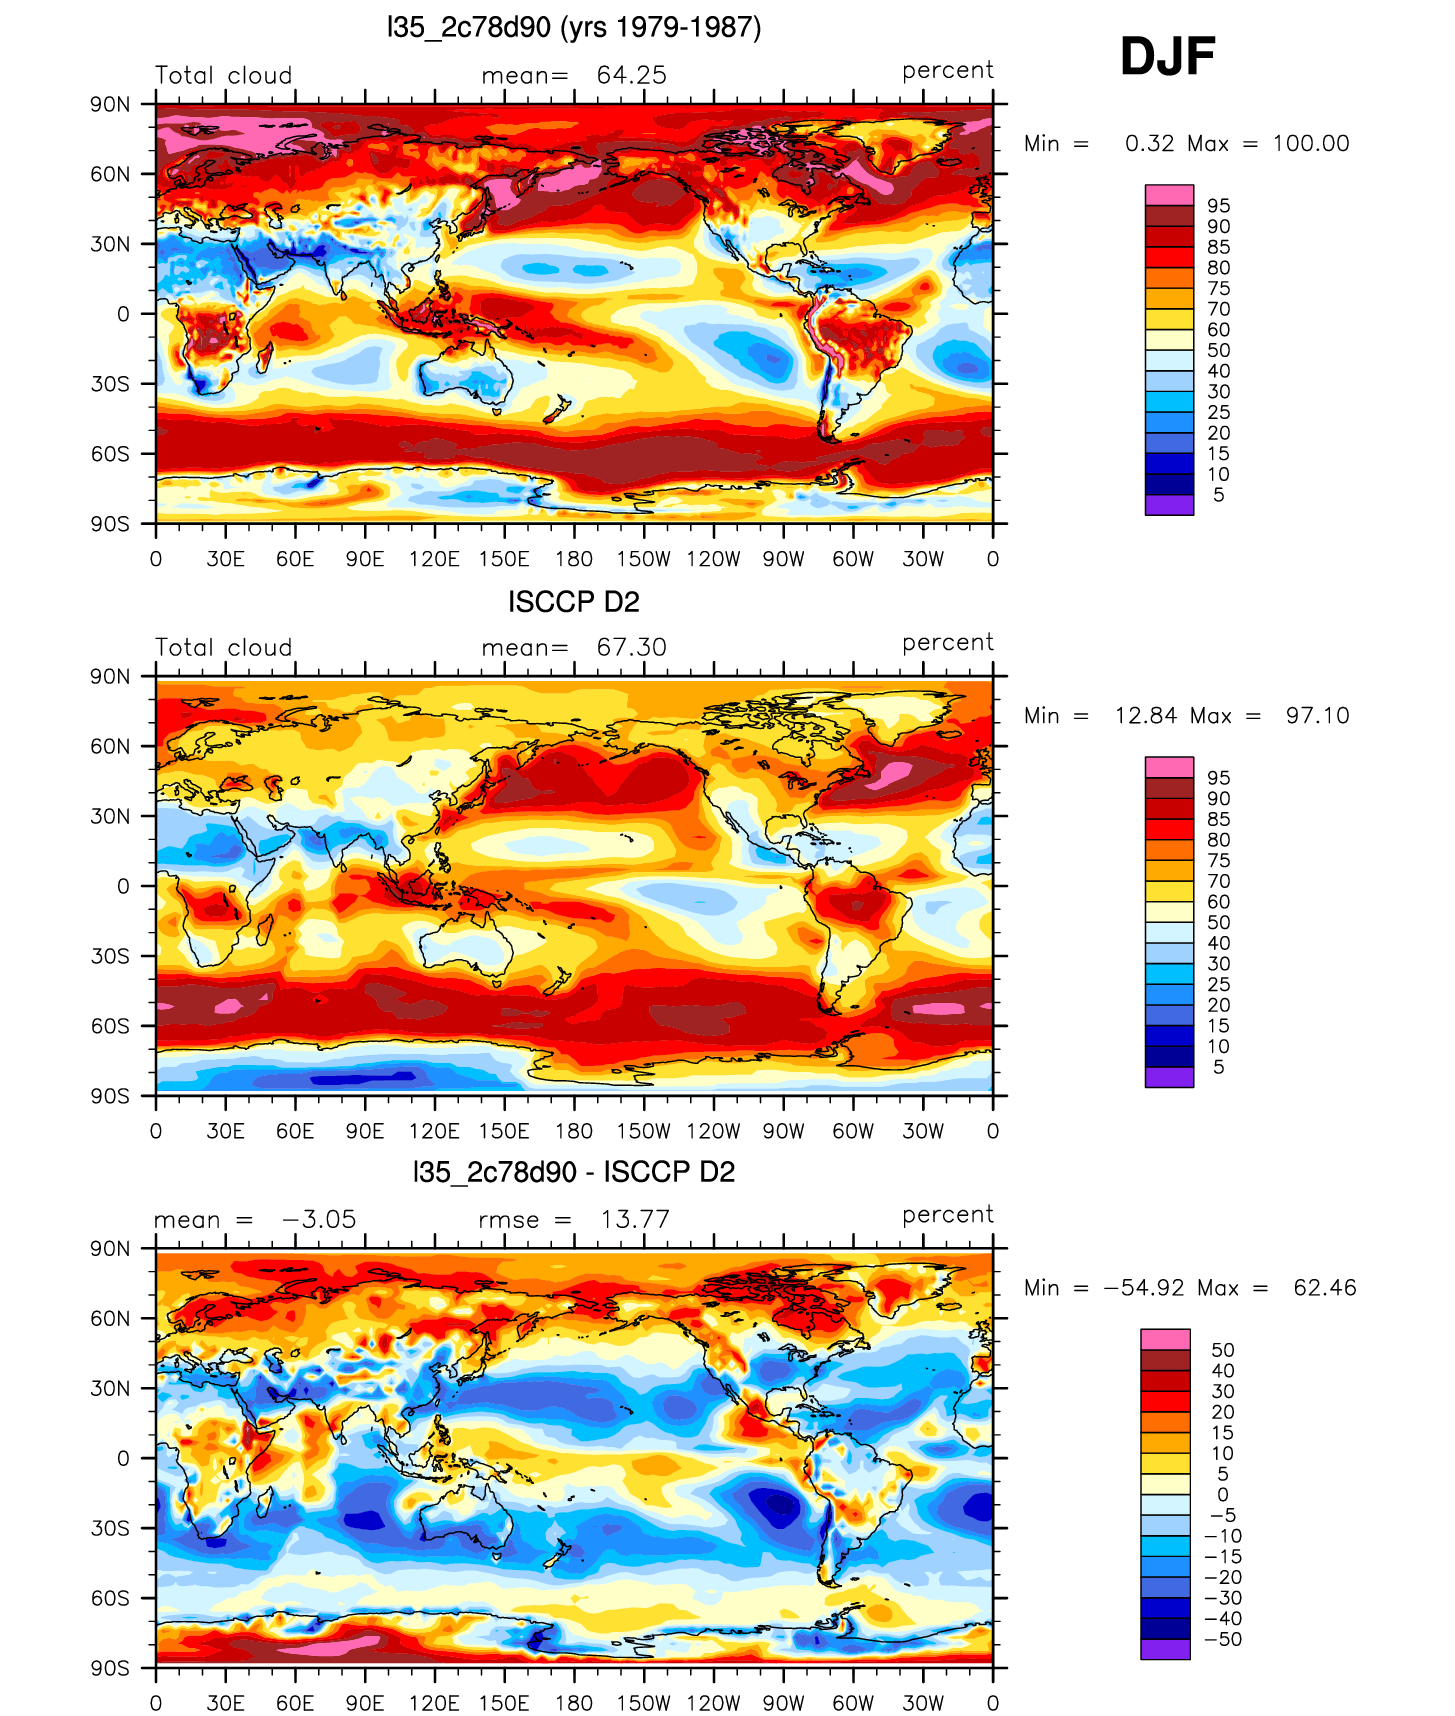 l35_2c78d90 (yrs 1979-1987)
DJF
Total cloud mean= 64.25 percent
Min = 0.32 Max = 100.00
90N
60N
30N
0
30S
60S
90S
0 30E 60E 90E 120E 150E 180 150W 120W 90W 60W 30W 0
95
90
85
80
75
70
60
50
40
30
25
20
15
10
5
ISCCP D2
Total cloud mean= 67.30 percent
Min = 12.84 Max = 97.10
90N
60N
30N
0
30S
60S
90S
0 30E 60E 90E 120E 150E 180 150W 120W 90W 60W 30W 0
95
90
85
80
75
70
60
50
40
30
25
20
15
10
5
l35_2c78d90 - ISCCP D2
mean = −3.05 rmse = 13.77 percent
Min = −54.92 Max = 62.46
90N
60N
30N
0
30S
60S
90S
0 30E 60E 90E 120E 150E 180 150W 120W 90W 60W 30W 0
50
40
30
20
15
10
5
0
−5
−10
−15
−20
−30
−40
−50